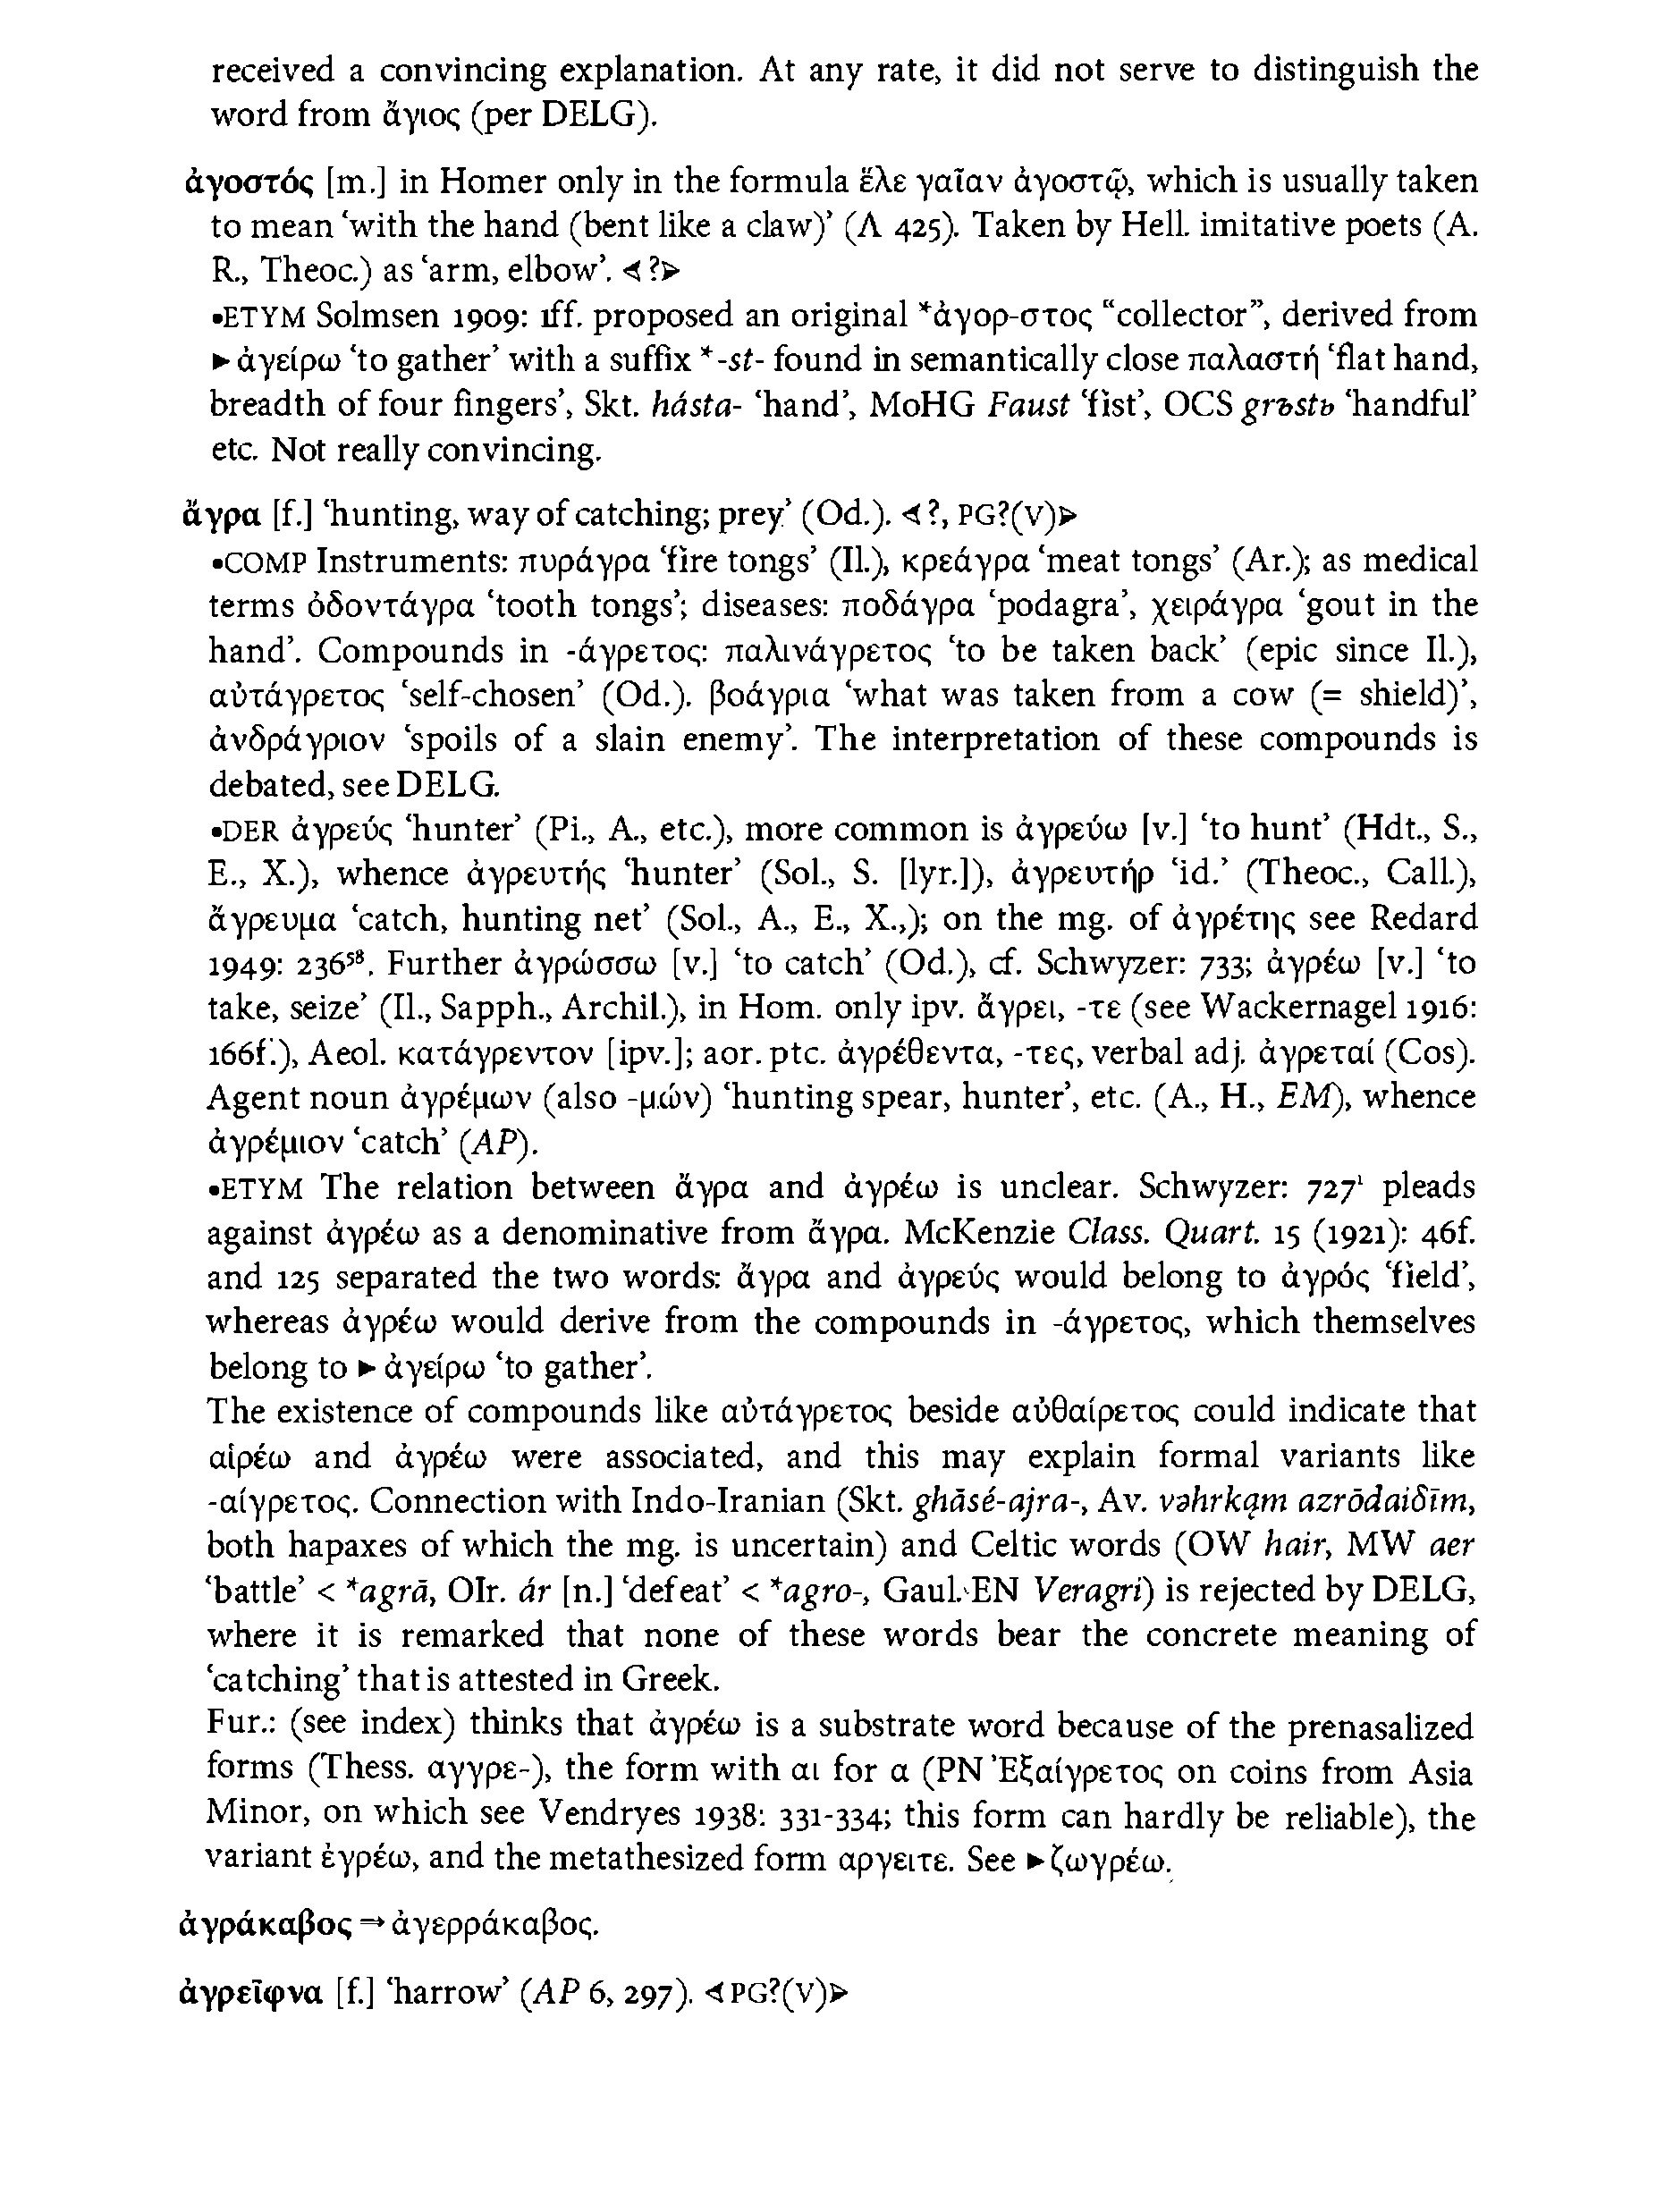 received a convincing explanation. At any rate, it did not serve to distinguish the
word from ἅγιος (per DELG).
ἀγοστός [m.] in Homer only in the formula ἕλε γαῖαν ἀγοστῷ, which is usually taken
to mean ‘with the hand (bent like a claw)’ (Λ 425). Taken by Hell. imitative poets (A.
R., Theoc.) as ‘arm, elbow’. ⊲?⊳
•ETYM Solmsen 1909: 1ff. proposed an original *ἀγορ-στος “collector”, derived from
►ἀγείρω ‘to gather’ with a suffix *-st- found in semantically close παλαστή ‘flat hand,
breadth of four fingers’, Skt. hásta- ‘hand’, MoHG Faust ‘fist’, OCS grъstь ‘handful’
etc. Not really convincing.
ἄγρα [f.] ‘hunting, way of catching; prey’ (Od.). ⊲?, PG?(V)⊳
•COMP Instruments: πυράγρα ‘fire tongs’ (Il.), κρεάγρα ‘meat tongs’ (Ar.); as medical
terms ὀδοντάγρα ‘tooth tongs’; diseases: ποδάγρα ‘podagra’, χειράγρα ‘gout in the
hand’. Compounds in -άγρετος: παλινάγρετος ‘to be taken back’ (epic since Il.),
αὐτάγρετος ‘self-chosen’ (Od.). βοάγρια ‘what was taken from a cow (= shield)’,
ἀνδράγριον ‘spoils of a slain enemy’. The interpretation of these compounds is
debated, see DELG.
•DER ἀγρεύς ‘hunter’ (Pi., A., etc.), more common is ἀγρεύω [v.] ‘to hunt’ (Hdt., S.,
E., X.), whence ἀγρευτής ‘hunter’ (Sol., S. [lyr.]), ἀγρευτήρ ‘id.’ (Theoc., Call.),
ἄγρευμα ‘catch, hunting net’ (Sol., A., E., X.,); on the mg. of ἀγρέτης see Redard
1949: 236⁵⁸. Further ἀγρώσσω [v.] ‘to catch’ (Od.), cf. Schwyzer: 733; ἀγρέω [v.] ‘to
take, seize’ (Il., Sapph., Archil.), in Hom. only ipv. ἄγρει, -τε (see Wackernagel 1916:
166f.), Aeol. κατάγρεντον [ipv.]; aor. ptc. ἀγρέθεντα, -τες, verbal adj. ἀγρεταί (Cos).
Agent noun ἀγρέμων (also -μών) ‘hunting spear, hunter’, etc. (A., H., EM), whence
ἀγρέμιον ‘catch’ (AP).
•ETYM The relation between ἄγρα and ἀγρέω is unclear. Schwyzer: 727¹ pleads
against ἀγρέω as a denominative from ἄγρα. McKenzie Class. Quart. 15 (1921): 46f.
and 125 separated the two words: ἄγρα and ἀγρεύς would belong to ἀγρός ‘field’,
whereas ἀγρέω would derive from the compounds in -άγρετος, which themselves
belong to ►ἀγείρω ‘to gather’.
The existence of compounds like αὐτάγρετος beside αὐθαίρετος could indicate that
αἱρέω and ἀγρέω were associated, and this may explain formal variants like
-αίγρετος. Connection with Indo-Iranian (Skt. ghāsé-ajra-, Av. vəhrkąm azrōdaiδīm,
both hapaxes of which the mg. is uncertain) and Celtic words (OW hair, MW aer
‘battle’ < *agrā, OIr. ár [n.] ‘defeat’ < *agro-, Gaul. EN Veragri) is rejected by DELG,
where it is remarked that none of these words bear the concrete meaning of
‘catching’ that is attested in Greek.
Fur.: (see index) thinks that ἀγρέω is a substrate word because of the prenasalized
forms (Thess. αγγρε-), the form with αι for α (PN Ἐξαίγρετος on coins from Asia
Minor, on which see Vendryes 1938: 331-334; this form can hardly be reliable), the
variant ἐγρέω, and the metathesized form αργειτε. See ►ζωγρέω.
ἀγράκαβος ⇒ ἀγερράκαβος.
ἀγρεῖφνα [f.] ‘harrow’ (AP 6, 297). ⊲PG?(V)⊳